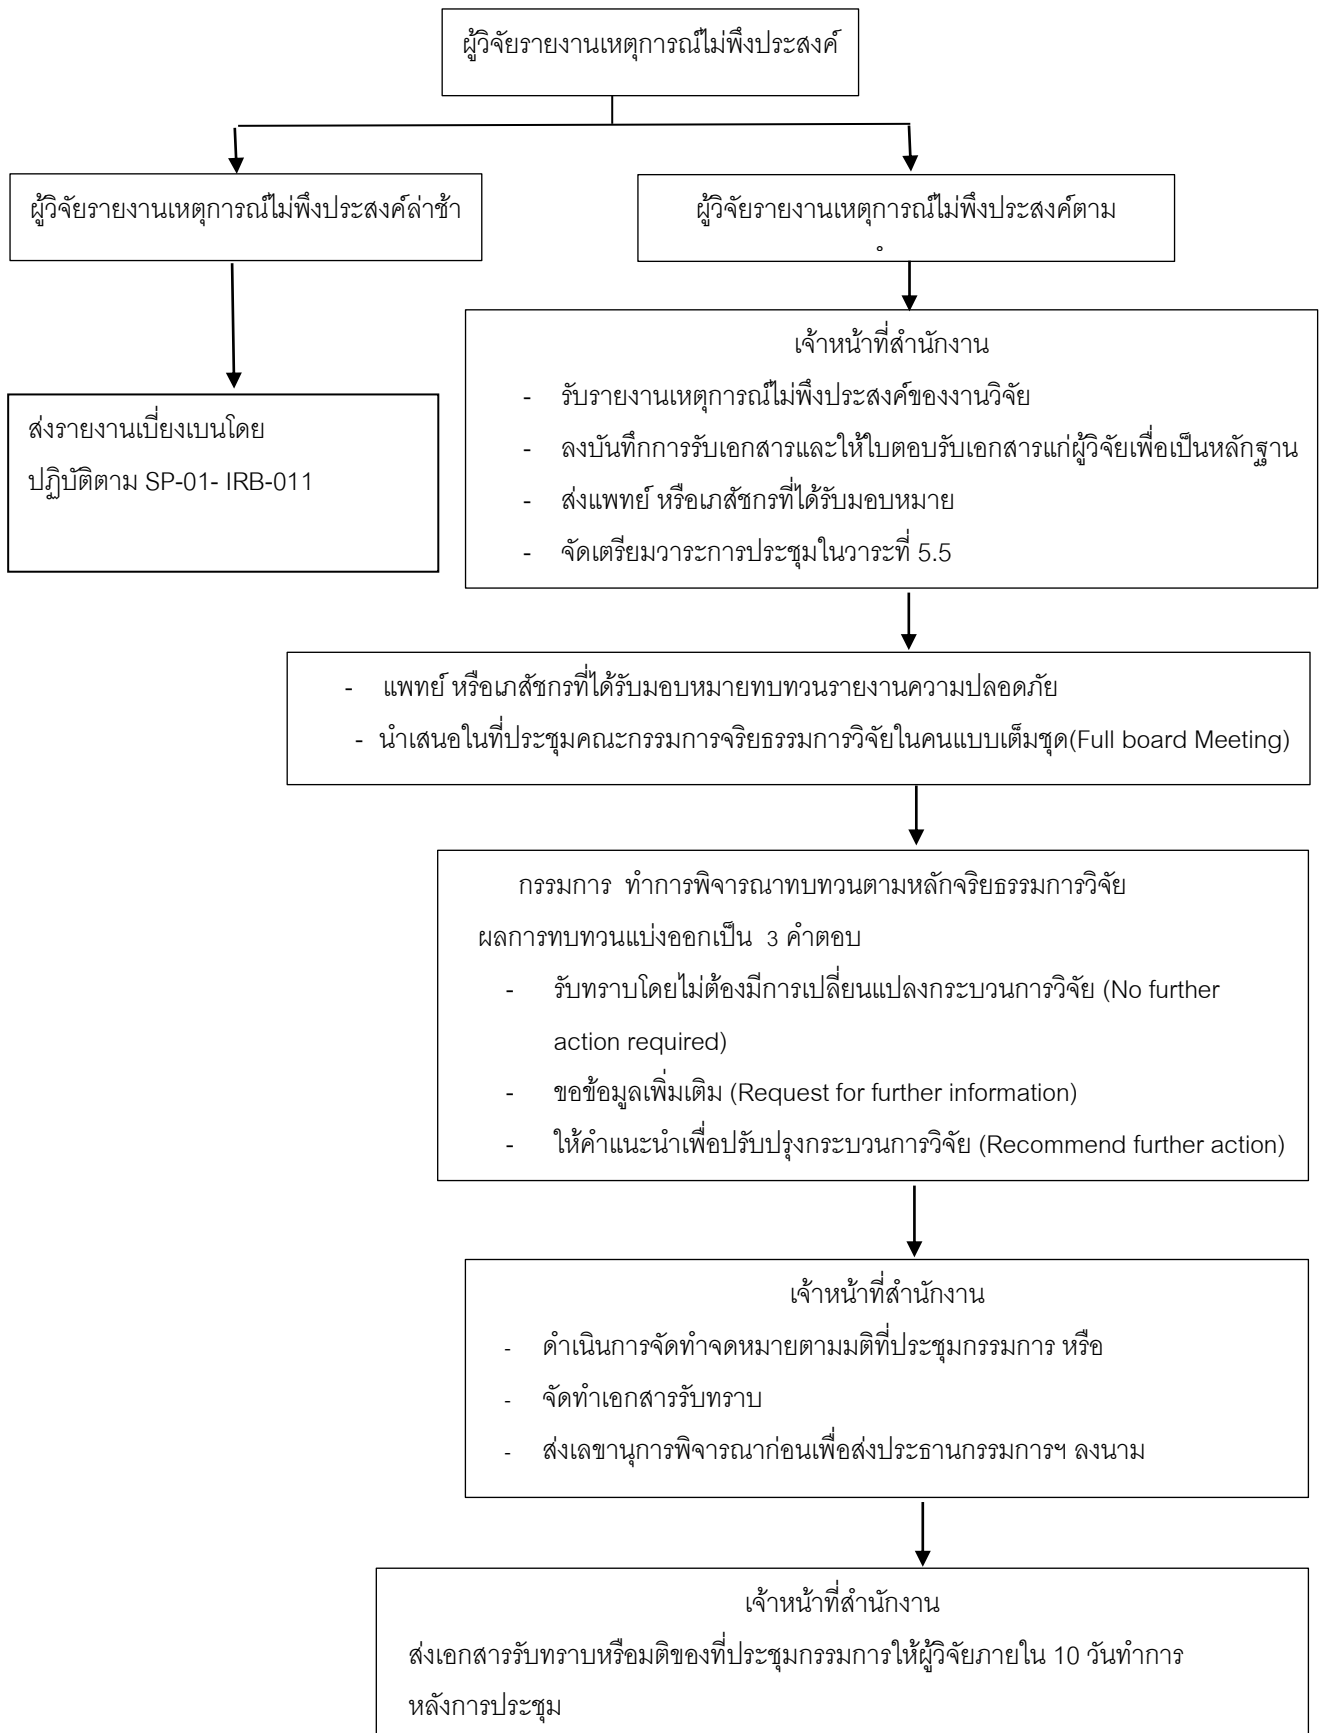 ผู้วิจัยรายงานเหตุการณ์ไม่พึงประสงค์
ผู้วิจัยรายงานเหตุการณ์ไม่พึงประสงค์ล่าช้า
ผู้วิจัยรายงานเหตุการณ์ไม่พึงประสงค์ตาม
ส่งรายงานเบี่ยงเบนโดย
ปฏิบัติตาม SP-01- IRB-011
เจ้าหน้าที่สำนักงาน
- รับรายงานเหตุการณ์ไม่พึงประสงค์ของงานวิจัย
- ลงบันทึกการรับเอกสารและให้ใบตอบรับเอกสารแก่ผู้วิจัยเพื่อเป็นหลักฐาน
- ส่งแพทย์ หรือเภสัชกรที่ได้รับมอบหมาย
- จัดเตรียมวาระการประชุมในวาระที่ 5.5
- แพทย์ หรือเภสัชกรที่ได้รับมอบหมายทบทวนรายงานความปลอดภัย
- นำเสนอในที่ประชุมคณะกรรมการจริยธรรมการวิจัยในคนแบบเต็มชุด(Full board Meeting)
กรรมการ ทำการพิจารณาทบทวนตามหลักจริยธรรมการวิจัย
ผลการทบทวนแบ่งออกเป็น 3 คำตอบ
- รับทราบโดยไม่ต้องมีการเปลี่ยนแปลงกระบวนการวิจัย (No further
action required)
- ขอข้อมูลเพิ่มเติม (Request for further information)
- ให้คำแนะนำเพื่อปรับปรุงกระบวนการวิจัย (Recommend further action)
เจ้าหน้าที่สำนักงาน
- ดำเนินการจัดทำจดหมายตามมติที่ประชุมกรรมการ หรือ
- จัดทำเอกสารรับทราบ
- ส่งเลขานุการพิจารณาก่อนเพื่อส่งประธานกรรมการฯ ลงนาม
เจ้าหน้าที่สำนักงาน
ส่งเอกสารรับทราบหรือมติของที่ประชุมกรรมการให้ผู้วิจัยภายใน 10 วันทำการ
หลังการประชุม